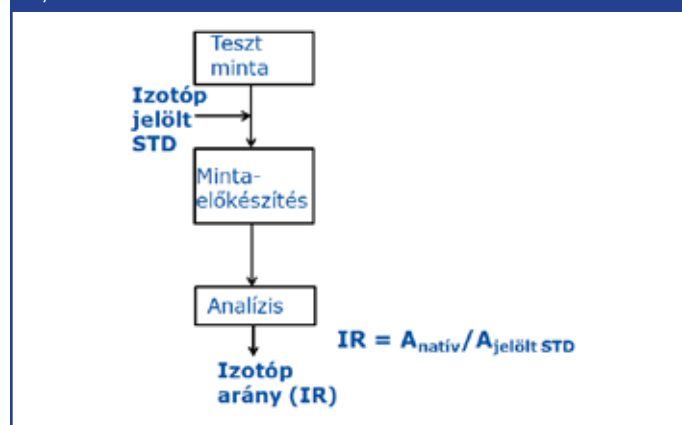 Teszt
minta
Izotóp
jelölt
STD
Minta-
előkészítés
Analízis
IR = Anatív/Ajelölt STD
Izotóp
arány (IR)